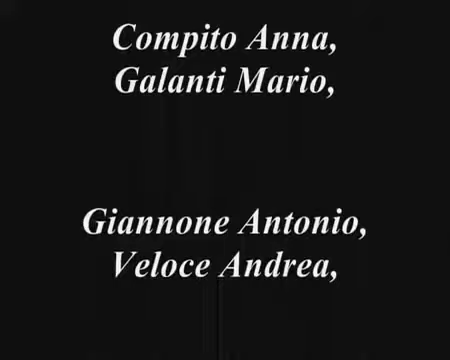 Compito Anna,
Galanti Mario,
Giannone Antonio,
Veloce Andrea,